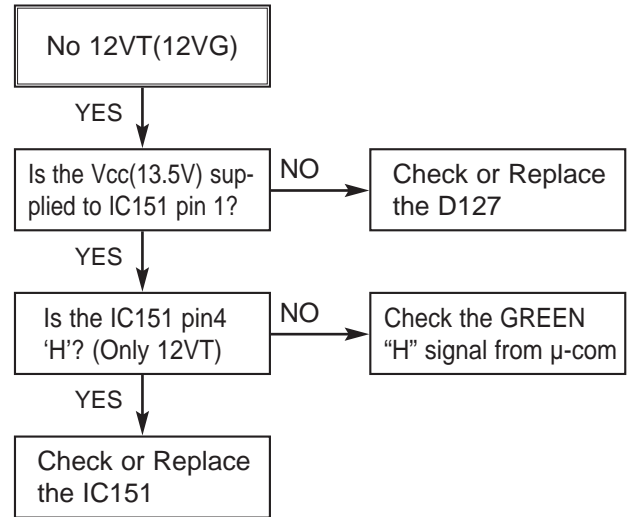 No 12VT(12VG)
YES
Is the Vcc(13.5V) sup-
plied to IC151 pin 1?
NO
Check or Replace
the D127
YES
Is the IC151 pin4
‘H’? (Only 12VT)
NO
Check the GREEN
“H” signal from µ-com
YES
Check or Replace
the IC151